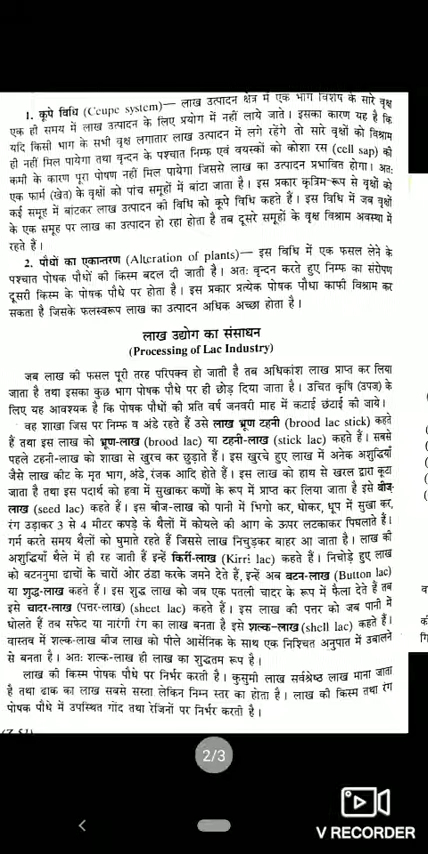 1. कूपे विधि (Ccupe system)— लाख उत्पादन क्षेत्र में एक भाग विशेष के सारे वृक्ष
एक ही समय में लाख उत्पादन के लिए प्रयोग में नहीं लाये जाते। इसका कारण यह है कि
यदि किसी भाग के सभी वृक्ष लगातार लाख उत्पादन में लगे रहेंगे तो सारे वृक्षों को विश्राम
ही नहीं मिल पायेगा तथा वृन्दन के पश्चात निम्फ एवं वयस्कों को कोशा रस (cell sap) की
कमी के कारण पूरा पोषण नहीं मिल पायेगा जिससे लाख का उत्पादन प्रभावित होगा। अतः
एक फार्म (खेत) के वृक्षों को पांच समूहों में बांटा जाता है। इस प्रकार कृत्रिम-रूप से वृक्षों को
कई समूह में बांटकर लाख उत्पादन की विधि को कूपे विधि कहते हैं। इस विधि में जब वृक्षों
के एक समूह पर लाख का उत्पादन हो रहा होता है तब दूसरे समूहों के वृक्ष विश्राम अवस्था में
रहते हैं।
2. पौधों का एकान्तरण (Alteration of plants)— इस विधि में एक फसल लेने के
पश्चात पोषक पौधों की किस्म बदल दी जाती है। अतः वृन्दन करते हुए निम्फ का संरोपण
दूसरी किस्म के पोषक पौधे पर होता है। इस प्रकार प्रत्येक पोषक पौधा काफी विश्राम कर
सकता है जिसके फलस्वरूप लाख का उत्पादन अधिक अच्छा होता है।
लाख उद्योग का संसाधन
(Processing of Lac Industry)
जब लाख की फसल पूरी तरह परिपक्व हो जाती है तब अधिकांश लाख प्राप्त कर लिया
जाता है तथा इसका कुछ भाग पोषक पौधे पर ही छोड़ दिया जाता है। उचित कृषि (उपज) के
लिए यह आवश्यक है कि पोषक पौधों की प्रति वर्ष जनवरी माह में कटाई छंटाई की जाये।
वह शाखा जिस पर निम्फ व अंडे रहते हैं उसे लाख भ्रूण टहनी (brood lac stick) कहते
हैं तथा इस लाख को भ्रूण-लाख (brood lac) या टहनी-लाख (stick lac) कहते हैं। सबसे
पहले टहनी-लाख को शाखा से खुरच कर छुड़ाते हैं। इस खुरचे हुए लाख में अनेक अशुद्धियाँ
जैसे लाख कीट के मृत भाग, अंडे, रंजक आदि होते हैं। इस लाख को हाथ से खरल द्वारा कूटा
जाता है तथा इस पदार्थ को हवा में सुखाकर कणों के रूप में प्राप्त कर लिया जाता है इसे बीज-
लाख (seed lac) कहते हैं। इस बीज-लाख को पानी में भिगो कर, धोकर, धूप में सुखा कर,
रंग उड़ाकर 3 से 4 मीटर कपड़े के थैलों में कोयले की आग के ऊपर लटकाकर पिघलाते हैं।
गर्म करते समय थैलों को घुमाते रहते हैं जिससे लाख निचुड़कर बाहर आ जाता है। लाख की
अशुद्धियाँ थैले में ही रह जाती हैं इन्हें किर्री-लाख (Kirri lac) कहते हैं। निचोड़े हुए लाख
को बटननुमा ढाचों के चारों ओर ठंडा करके जमने देते हैं, इन्हें अब बटन-लाख (Button lac)
या शुद्ध-लाख कहते हैं। इस शुद्ध लाख को जब एक पतली चादर के रूप में फैला देते हैं तब
इसे चादर-लाख (पत्तर-लाख) (sheet lac) कहते हैं। इस लाख की पत्तर को जब पानी में
घोलते हैं तब सफेद या नारंगी रंग का लाख बनता है इसे शल्क-लाख (shell lac) कहते हैं।
वास्तव में शल्क-लाख बीज लाख को पीले आर्सेनिक के साथ एक निश्चित अनुपात में उबालने
से बनता है। अतः शल्क-लाख ही लाख का शुद्धतम रूप है।
लाख की किस्म पोषक पौधे पर निर्भर करती है। कुसुमी लाख सर्वश्रेष्ठ लाख माना जाता
है तथा ढाक का लाख सबसे सस्ता लेकिन निम्न स्तर का होता है। लाख की किस्म तथा रंग
पोषक पौधे में उपस्थित गोंद तथा रेजिनों पर निर्भर करती है।
2/3
V RECORDER